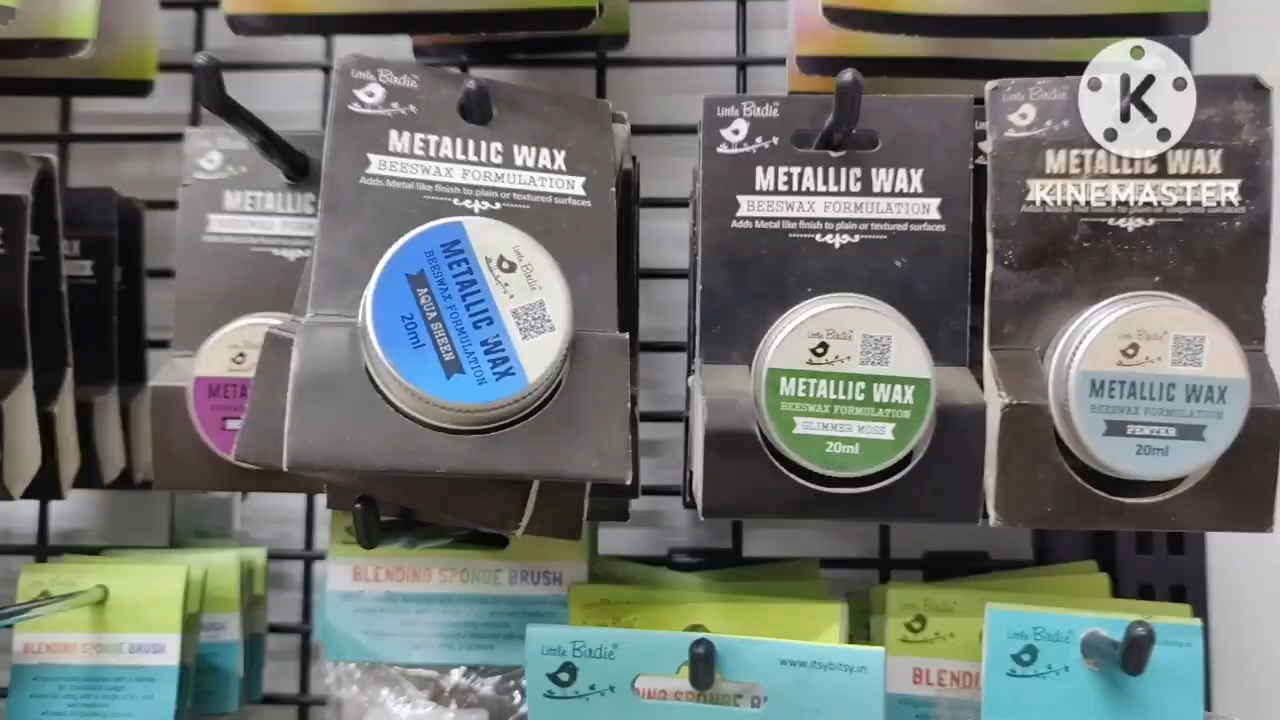 Little Birdie
METALLIC WAX
BEESWAX FORMULATION
Adds Metal like finish to plain or textured surfaces
Little Birdie
METALLIC WAX
BEESWAX FORMULATION
AQUA SHEEN
20ml
METALLIC
META
Little Birdie
METALLIC WAX
BEESWAX FORMULATION
Adds Metal like finish to plain or textured surfaces
Little Birdie
METALLIC WAX
BEESWAX FORMULATION
GLIMMER MOSS
20ml
Little Birdie
METALLIC WAX
K
KINEMASTER
Little Birdie
METALLIC WAX
BEESWAX FORMULATION
PEWTER
20ml
BLENDING SPONGE BRUSH
BLENDING SPONGE BRUSH
Little Birdie
www.itsybitsy.in
BLENDI
Little Birdie